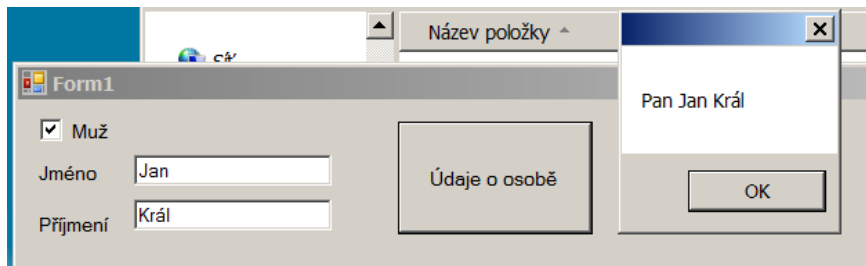 Název položky
Síť
Form1
Muž
Jméno
Jan
Příjmení
Král
Údaje o osobě
Pan Jan Král
OK